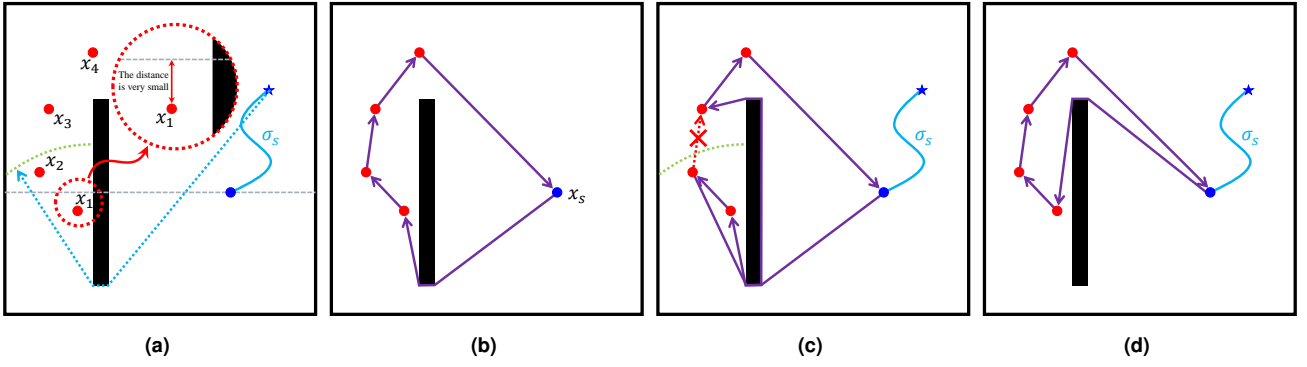 x₄
The distance
is very small
x₁
x₃
σₛ
x₂
x₁
xₛ
σₛ
σₛ
(a)
(b)
(c)
(d)